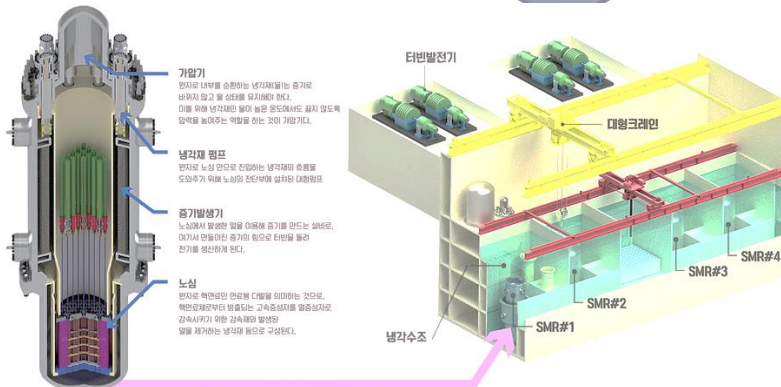 가압기
원자로 내부를 순환하는 냉각재(물)는 증기로
바뀌지 않고 물 상태를 유지해야 한다.
이를 위해 냉각재인 물이 높은 온도에서도 끓지 않도록
압력을 높여주는 역할을 하는 것이 가압기다.
냉각재 펌프
원자로 노심 안으로 진입하는 냉각재의 흐름을
도와주기 위해 노심의 전단부에 설치된 대형펌프
증기발생기
노심에서 발생한 열을 이용해 증기를 만드는 설비로,
여기서 만들어진 증기의 힘으로 터빈을 돌려
전기를 생산하게 된다.
노심
원자로 핵연료인 연료봉 다발을 의미하는 것으로,
핵연료체로부터 방출되는 고속중성자를 열중성자로
감속시키기 위한 감속재와 발생된
열을 제거하는 냉각재 등으로 구성된다.
터빈발전기
대형크레인
SMR#4
SMR#3
SMR#2
SMR#1
냉각수조